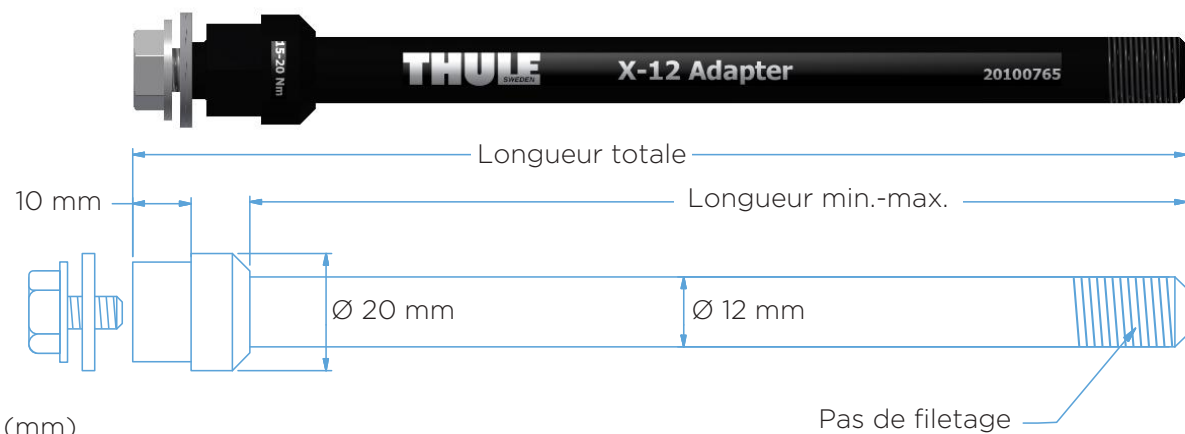 15-20 Nm
THULE
SWEDEN
X-12 Adapter
20100765
Longueur totale
10 mm
Longueur min.-max.
Ø 20 mm
Ø 12 mm
Pas de filetage
(mm)